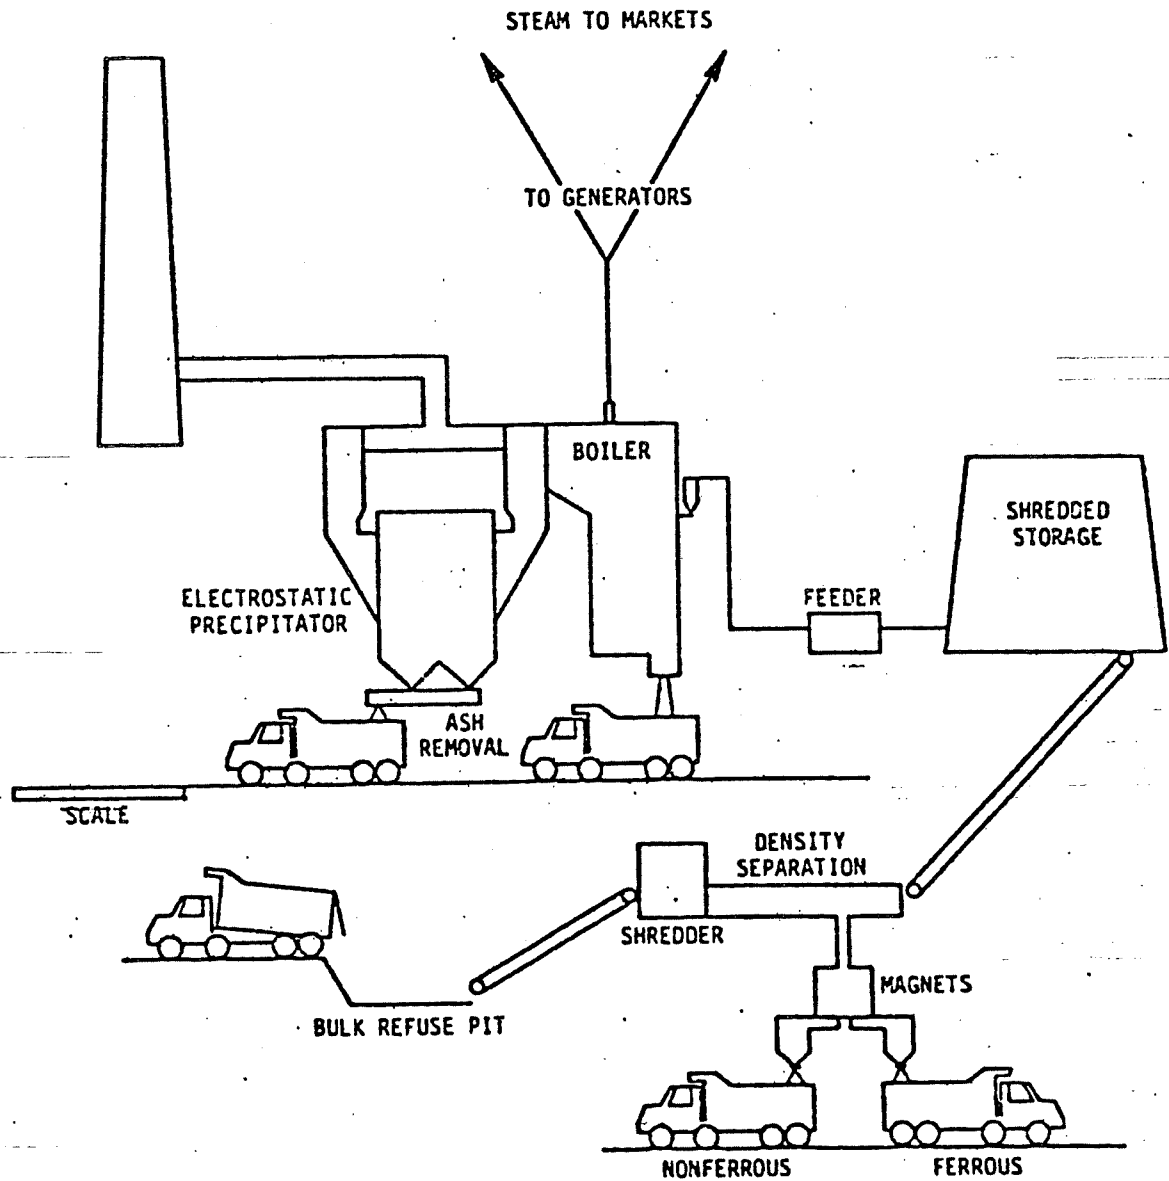 STEAM TO MARKETS
TO GENERATORS
BOILER
SHREDDED
STORAGE
ELECTROSTATIC
PRECIPITATOR
FEEDER
ASH
REMOVAL
SCALE
DENSITY
SEPARATION
SHREDDER
MAGNETS
BULK REFUSE PIT
NONFERROUS
FERROUS